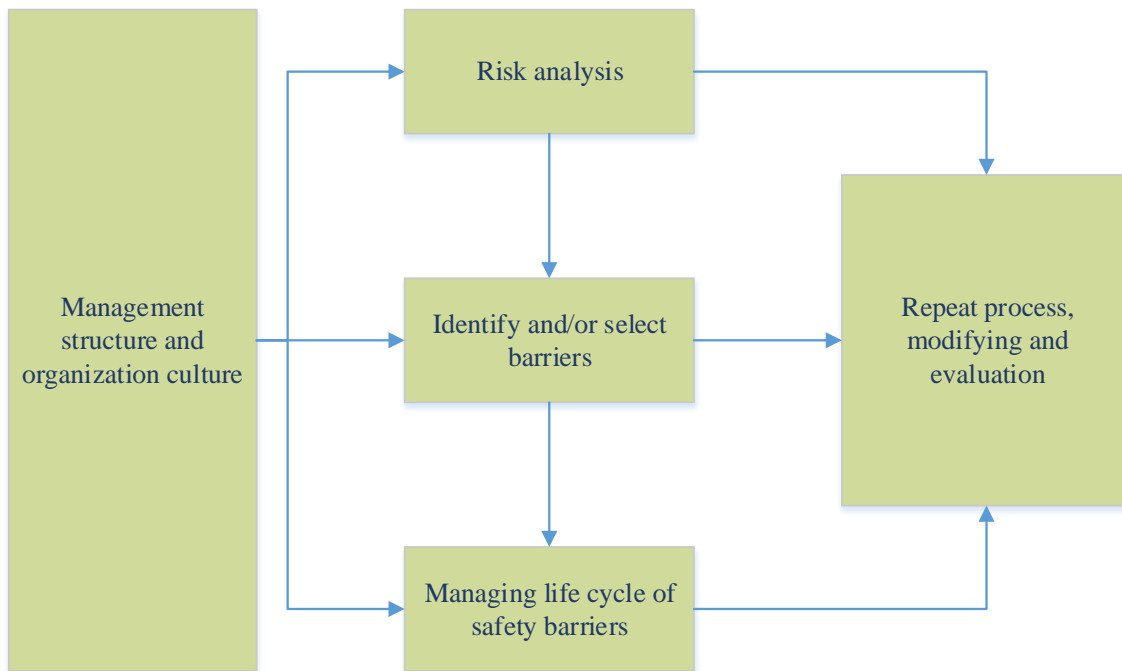 Management
structure and
organization culture
Risk analysis
Identify and/or select
barriers
Managing life cycle of
safety barriers
Repeat process,
modifying and
evaluation